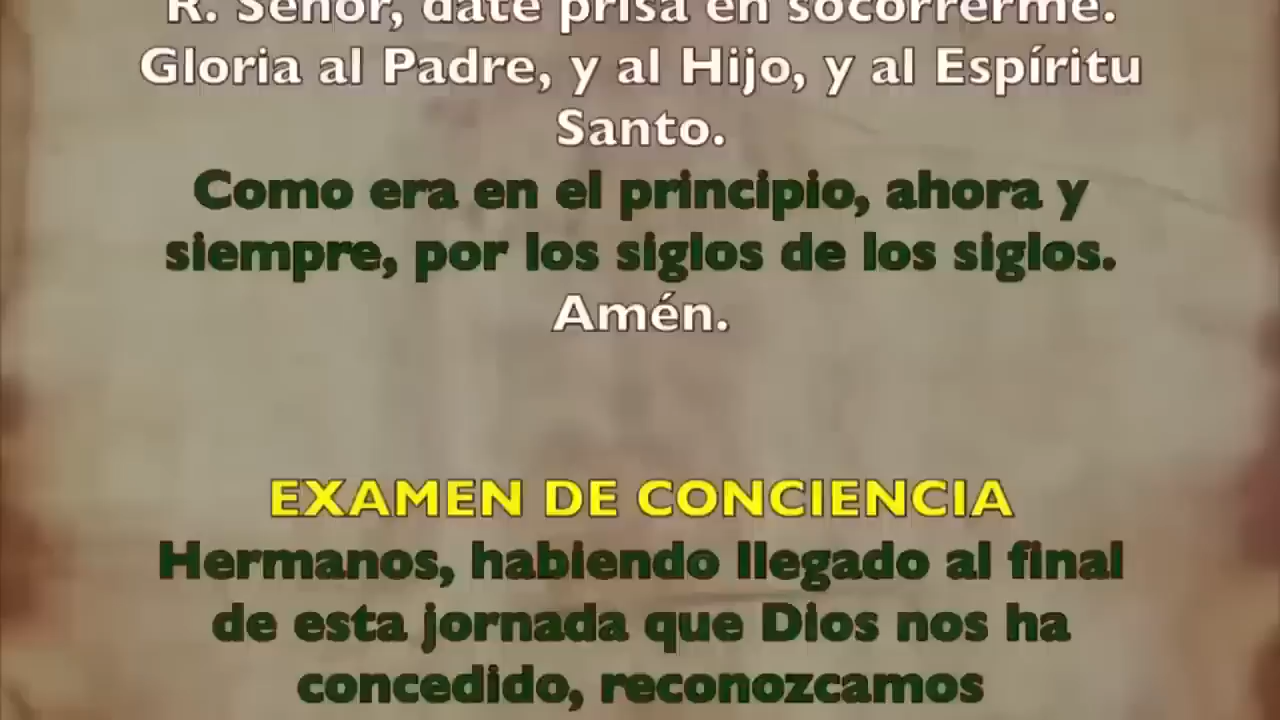 R. Señor, date prisa en socorrerme.
Gloria al Padre, y al Hijo, y al Espíritu
Santo.
Como era en el principio, ahora y
siempre, por los siglos de los siglos.
Amén.
EXAMEN DE CONCIENCIA
Hermanos, habiendo llegado al final
de esta jornada que Dios nos ha
concedido, reconozcamos